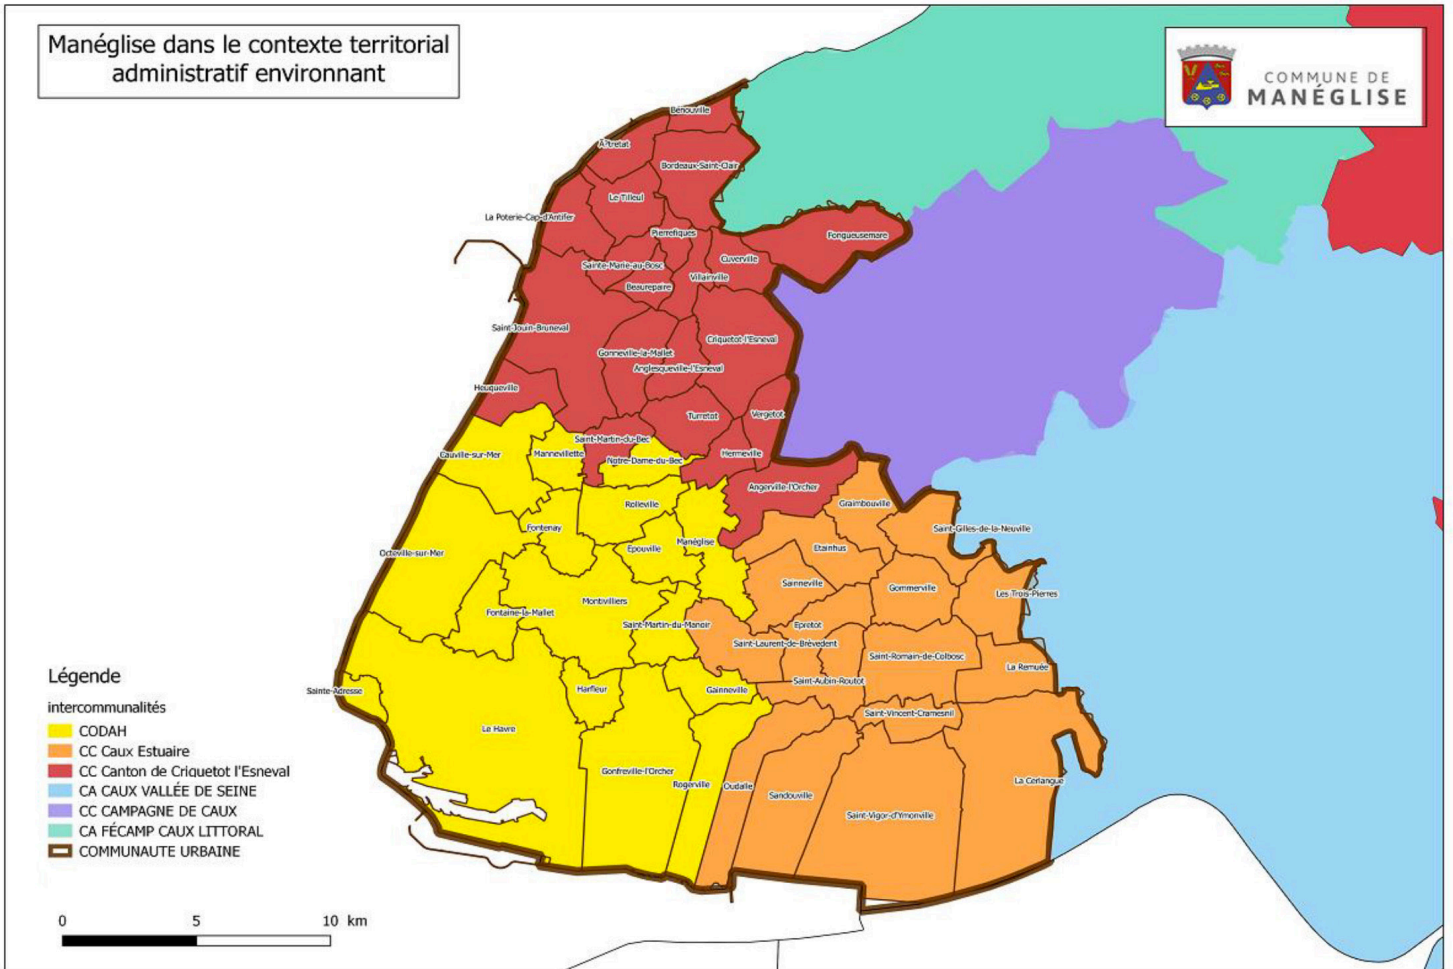 Manéglise dans le contexte territorial
administratif environnant
COMMUNE DE
MANÉGLISE
Bénouville
Ã?tretat
Bordeaux-Saint-Clair
Le Tilleul
La Poterie-Cap-d'Antifer
Pierrefiques
Fongueusemare
Cuverville
Sainte-Marie-au-Bosc
Villainville
Beaurepaire
Saint-Jouin-Bruneval
Criquetot-l'Esneval
Gonneville-la-Mallet
Anglesqueville-l'Esneval
Heuqueville
Turretot
Vergetot
Saint-Martin-du-Bec
Hermeville
Cauville-sur-Mer
Mannevillette
Notre-Dame-du-Bec
Angerville-l'Orcher
Rolleville
Graimbouville
Fontenay
Saint-Gilles-de-la-Neuville
Manéglise
Octeville-sur-Mer
Epouville
Etainhus
Sainneville
Gommerville
Les Trois-Pierres
Montivilliers
Fontaine-la-Mallet
Saint-Martin-du-Manoir
Epretot
Saint-Laurent-de-Brèvedent
Saint-Romain-de-Colbosc
La Remuée
Saint-Aubin-Routot
Sainte-Adresse
Harfleur
Gainneville
Saint-Vincent-Cramesnil
Le Havre
Gonfreville-l'Orcher
Rogerville
Oudalle
Sandouville
La Cerlangue
Saint-Vigor-d'Ymonville
Légende
intercommunalités
CODAH
CC Caux Estuaire
CC Canton de Criquetot l'Esneval
CA CAUX VALLÉE DE SEINE
CC CAMPAGNE DE CAUX
CA FÉCAMP CAUX LITTORAL
COMMUNAUTE URBAINE
0 5 10 km